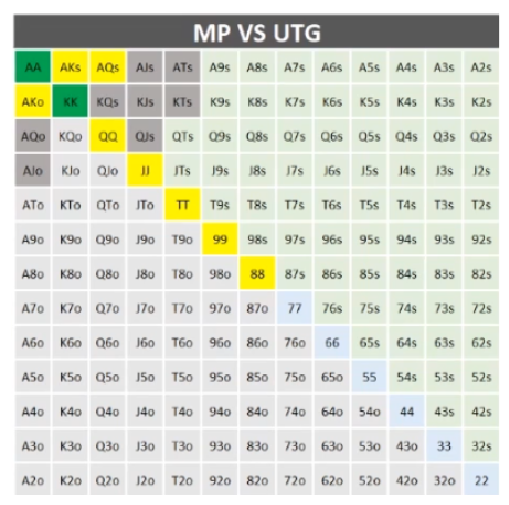 MP VS UTG
AA AKs AQs AJs ATs A9s A8s A7s A6s A5s A4s A3s A2s
AKo KK KQs KJs KTs K9s K8s K7s K6s K5s K4s K3s K2s
AQo KQo QQ QJs QTs Q9s Q8s Q7s Q6s Q5s Q4s Q3s Q2s
AJo KJo QJo JJ JTs J9s J8s J7s J6s J5s J4s J3s J2s
ATo KTo QTo JTo TT T9s T8s T7s T6s T5s T4s T3s T2s
A9o K9o Q9o J9o T9o 99 98s 97s 96s 95s 94s 93s 92s
A8o K8o Q8o J8o T8o 98o 88 87s 86s 85s 84s 83s 82s
A7o K7o Q7o J7o T7o 97o 87o 77 76s 75s 74s 73s 72s
A6o K6o Q6o J6o T6o 96o 86o 76o 66 65s 64s 63s 62s
A5o K5o Q5o J5o T5o 95o 85o 75o 65o 55 54s 53s 52s
A4o K4o Q4o J4o T4o 94o 84o 74o 64o 54o 44 43s 42s
A3o K3o Q3o J3o T3o 93o 83o 73o 63o 53o 43o 33 32s
A2o K2o Q2o J2o T2o 92o 82o 72o 62o 52o 42o 32o 22